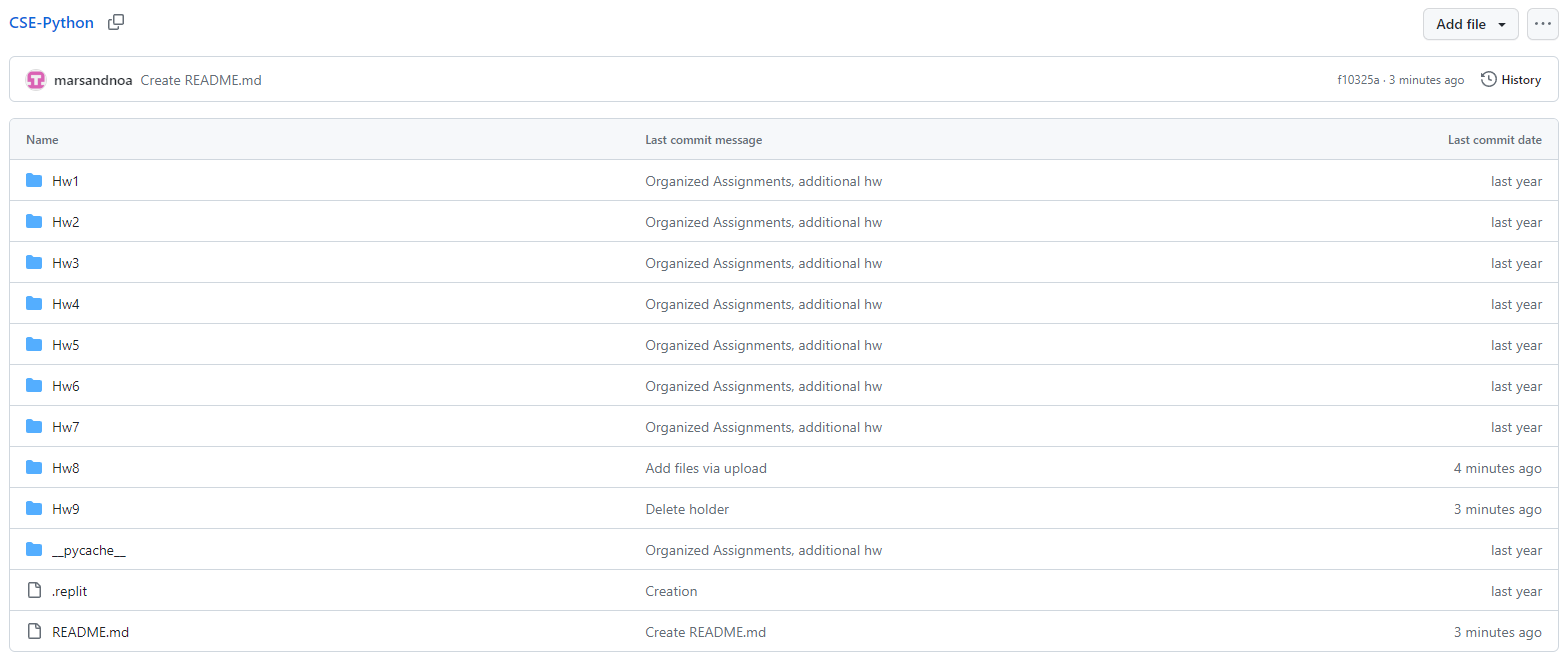 CSE-Python
Add file
marsandnoa Create README.md f10325a · 3 minutes ago History
Name Last commit message Last commit date
Hw1 Organized Assignments, additional hw last year
Hw2 Organized Assignments, additional hw last year
Hw3 Organized Assignments, additional hw last year
Hw4 Organized Assignments, additional hw last year
Hw5 Organized Assignments, additional hw last year
Hw6 Organized Assignments, additional hw last year
Hw7 Organized Assignments, additional hw last year
Hw8 Add files via upload 4 minutes ago
Hw9 Delete holder 3 minutes ago
__pycache__ Organized Assignments, additional hw last year
.replit Creation last year
README.md Create README.md 3 minutes ago